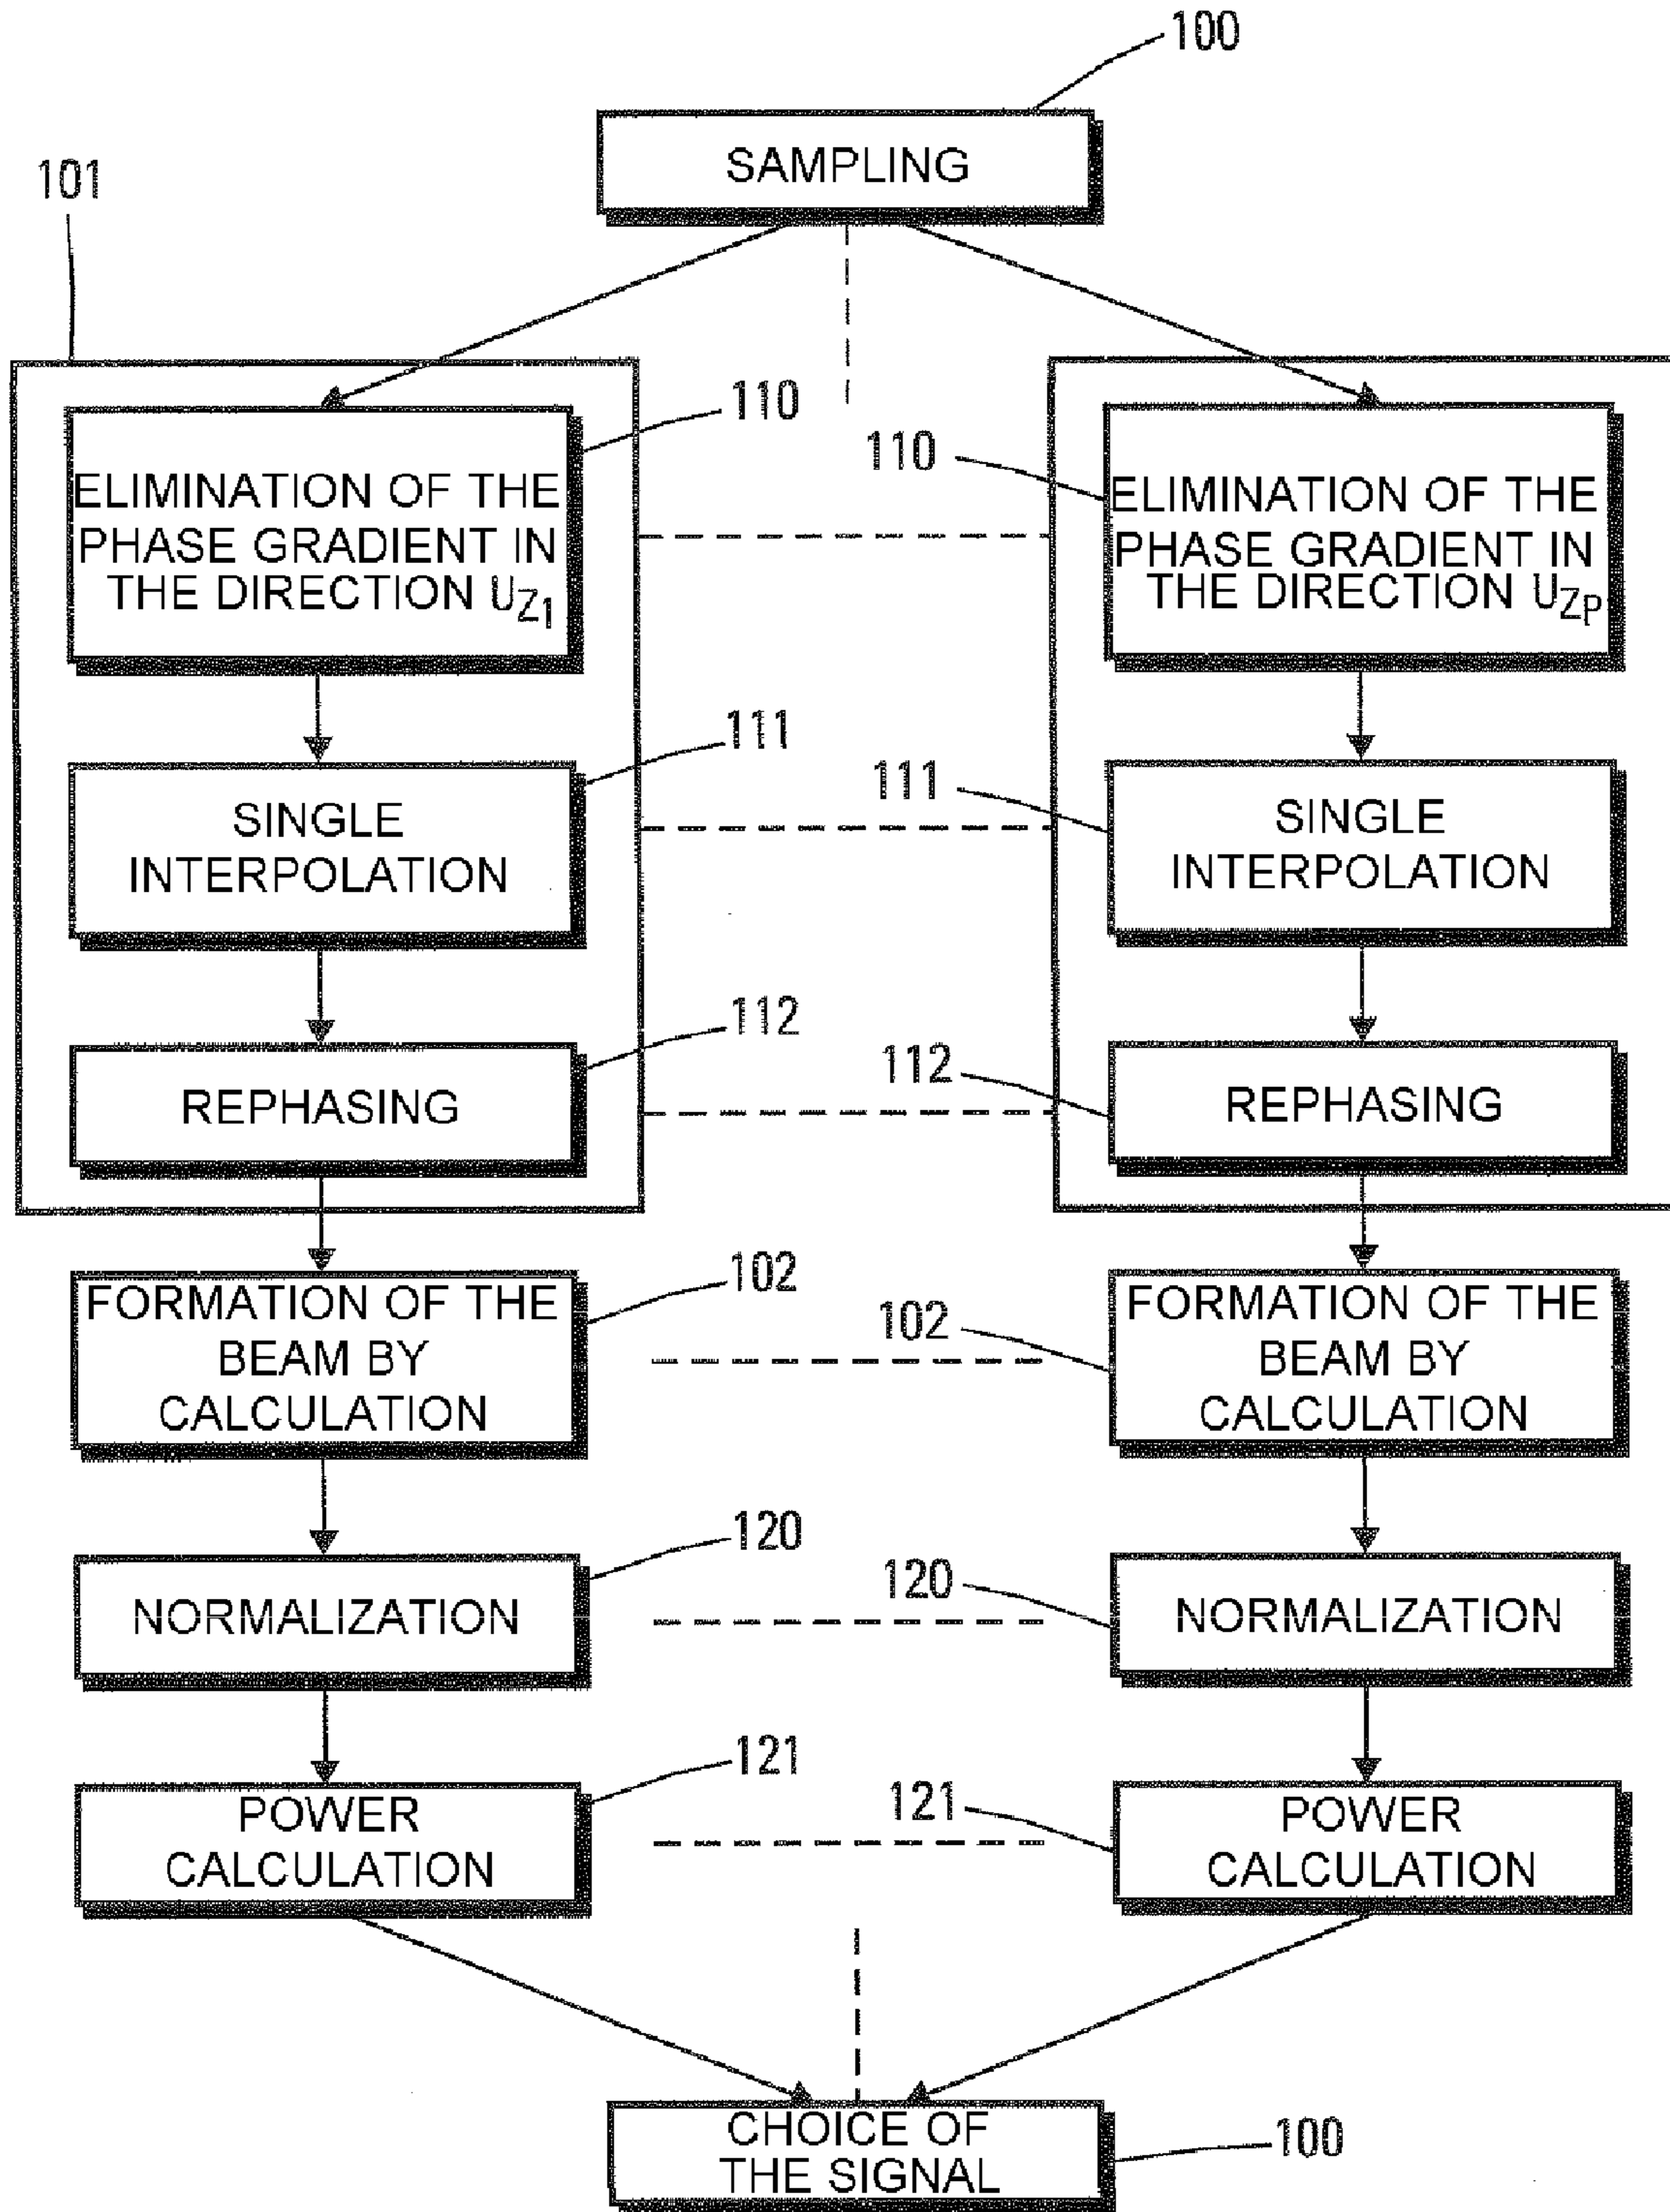 100
SAMPLING
101
110
ELIMINATION OF THE
PHASE GRADIENT IN
THE DIRECTION UZ1
110
ELIMINATION OF THE
PHASE GRADIENT IN
THE DIRECTION UZP
111
SINGLE
INTERPOLATION
111
SINGLE
INTERPOLATION
112
REPHASING
112
REPHASING
102
FORMATION OF THE
BEAM BY
CALCULATION
102
FORMATION OF THE
BEAM BY
CALCULATION
120
NORMALIZATION
120
NORMALIZATION
121
POWER
CALCULATION
121
POWER
CALCULATION
CHOICE OF
THE SIGNAL
100